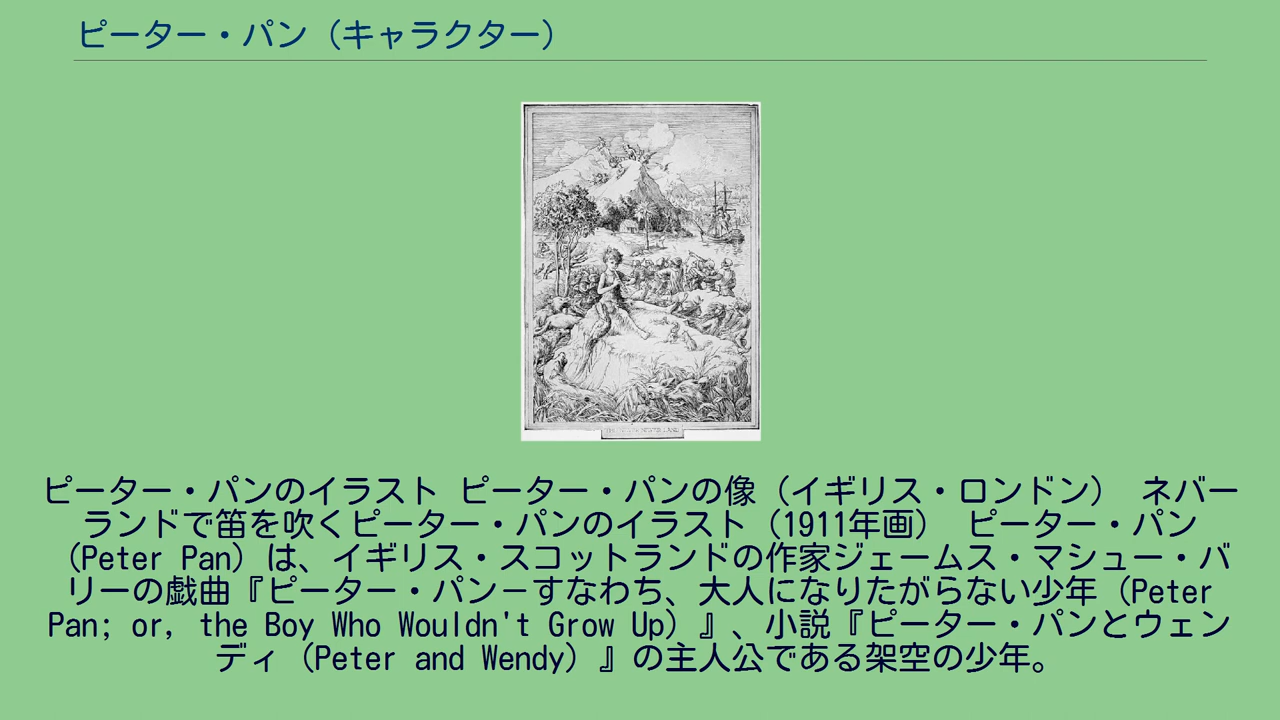 ピーター・パン（キャラクター）
ピーター・パンのイラスト ピーター・パンの像（イギリス・ロンドン） ネバー
ランドで笛を吹くピーター・パンのイラスト（1911年画） ピーター・パン
（Peter Pan）は、イギリス・スコットランドの作家ジェームス・マシュー・バ
リーの戯曲『ピーター・パン－すなわち、大人になりたがらない少年（Peter
Pan; or, the Boy Who Wouldn't Grow Up）』、小説『ピーター・パンとウェン
ディ（Peter and Wendy）』の主人公である架空の少年。